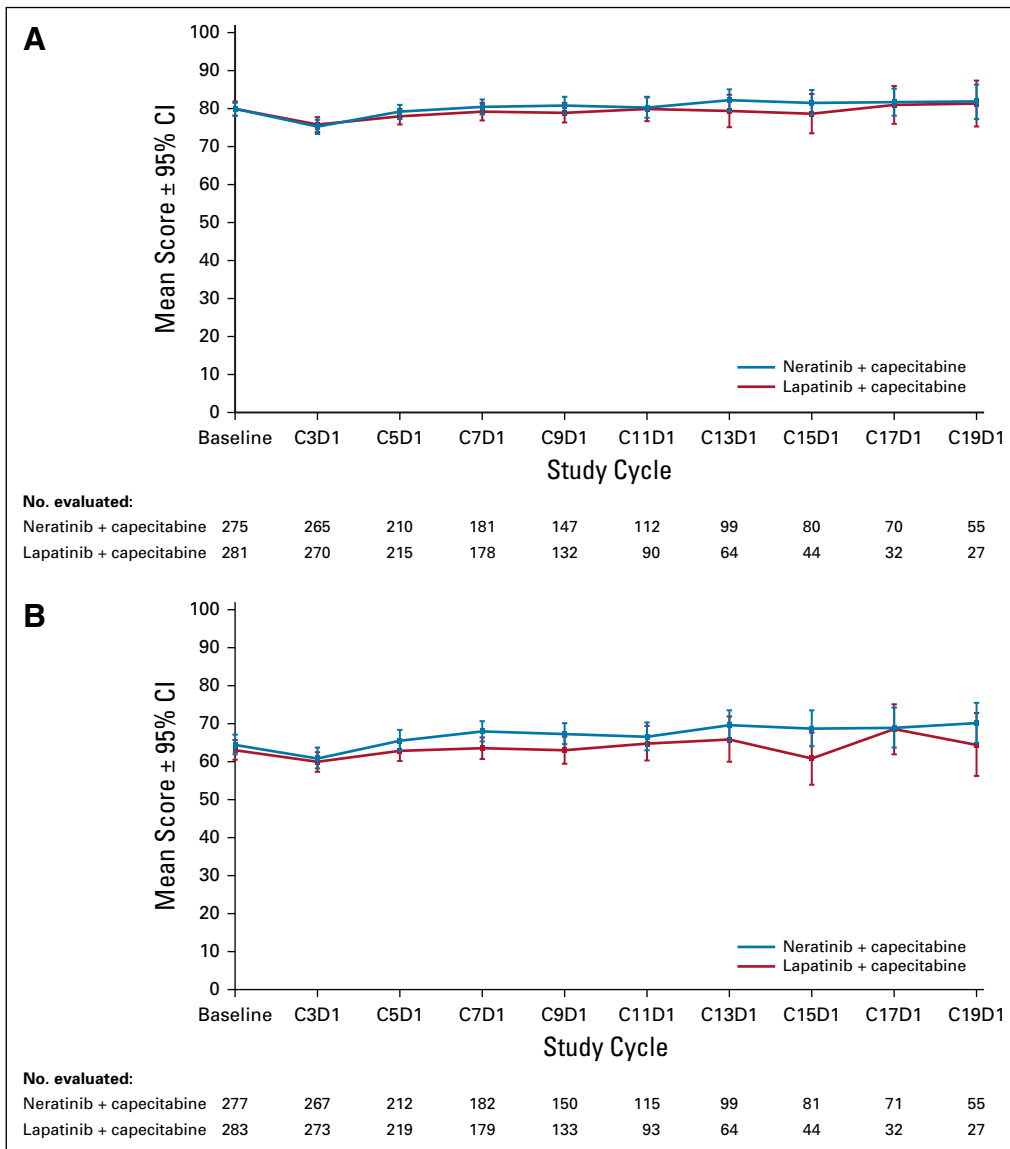 A
100
90
80
70
60
50
40
30
20
10
0
Mean Score ± 95% CI
Neratinib + capecitabine
Lapatinib + capecitabine
Baseline C3D1 C5D1 C7D1 C9D1 C11D1 C13D1 C15D1 C17D1 C19D1
Study Cycle
No. evaluated:
Neratinib + capecitabine 275 265 210 181 147 112 99 80 70 55
Lapatinib + capecitabine 281 270 215 178 132 90 64 44 32 27
B
100
90
80
70
60
50
40
30
20
10
0
Mean Score ± 95% CI
Neratinib + capecitabine
Lapatinib + capecitabine
Baseline C3D1 C5D1 C7D1 C9D1 C11D1 C13D1 C15D1 C17D1 C19D1
Study Cycle
No. evaluated:
Neratinib + capecitabine 277 267 212 182 150 115 99 81 71 55
Lapatinib + capecitabine 283 273 219 179 133 93 64 44 32 27